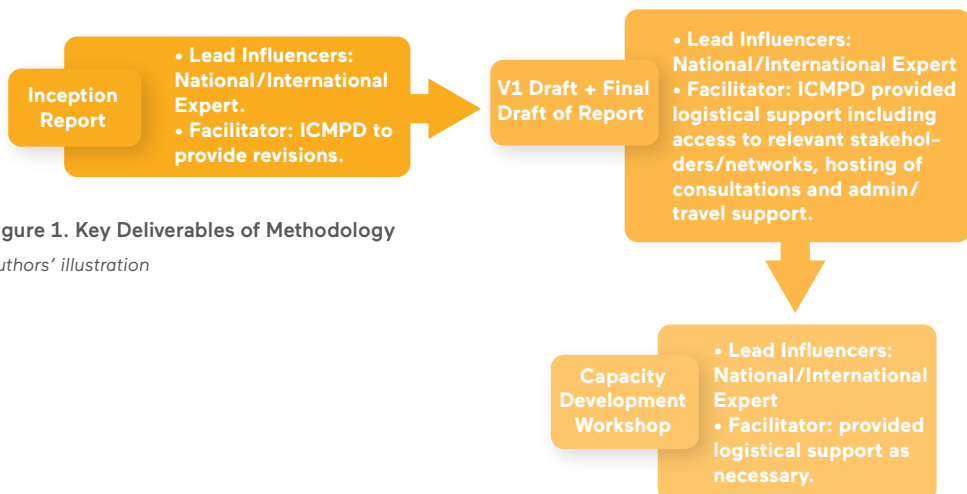 Inception
Report
• Lead Influencers:
National/International
Expert.
• Facilitator: ICMPD to
provide revisions.
V1 Draft + Final
Draft of Report
• Lead Influencers:
National/International Expert
• Facilitator: ICMPD provided
logistical support including
access to relevant stakehol-
ders/networks, hosting of
consultations and admin/
travel support.
igure 1. Key Deliverables of Methodology
uthors’ illustration
Capacity
Development
Workshop
• Lead Influencers:
National/International
Expert
• Facilitator: provided
logistical support as
necessary.